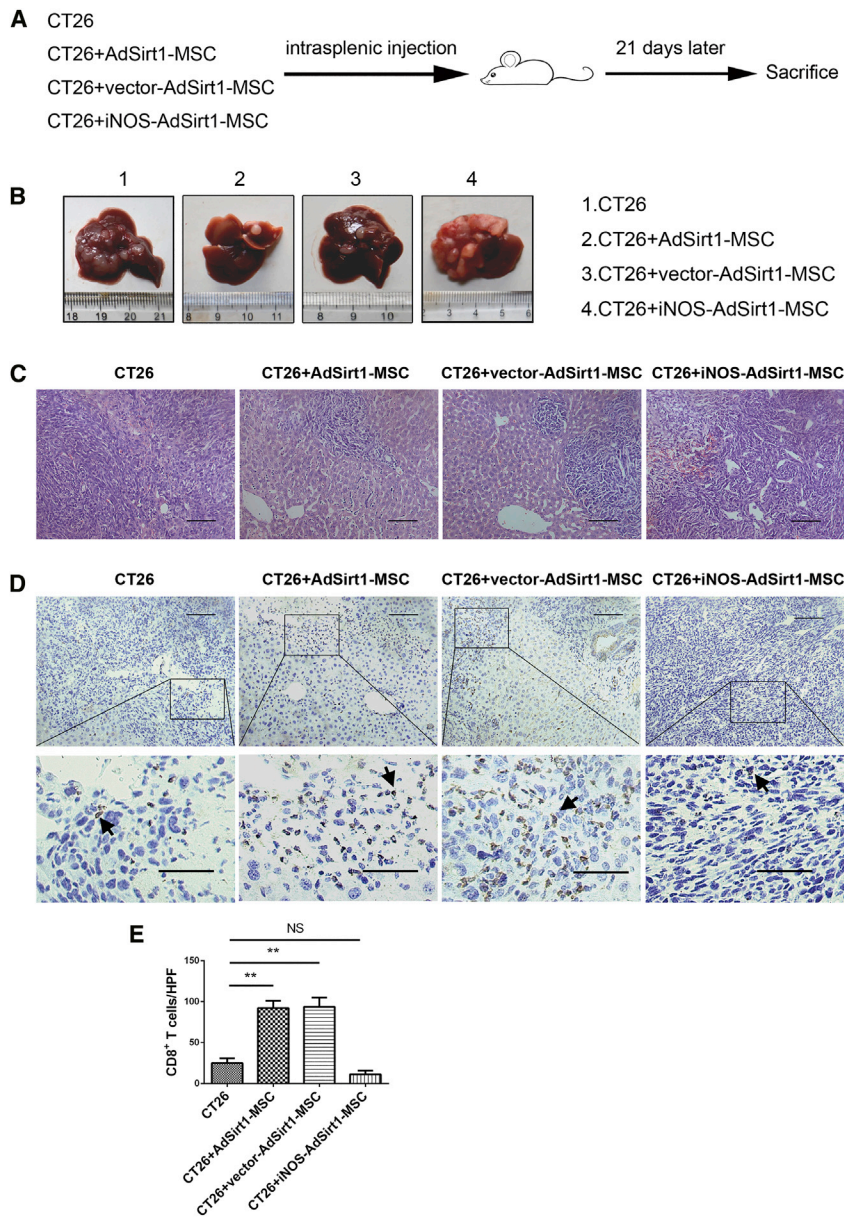 A
CT26
CT26+AdSirt1-MSC
CT26+vector-AdSirt1-MSC
CT26+iNOS-AdSirt1-MSC
intrasplenic injection
21 days later
Sacrifice
B
1 2 3 4
18 19 20 21
8 9 10 11
8 9 10
2 3 4 5 6
1.CT26
2.CT26+AdSirt1-MSC
3.CT26+vector-AdSirt1-MSC
4.CT26+iNOS-AdSirt1-MSC
C
CT26 CT26+AdSirt1-MSC CT26+vector-AdSirt1-MSC CT26+iNOS-AdSirt1-MSC
D
CT26 CT26+AdSirt1-MSC CT26+vector-AdSirt1-MSC CT26+iNOS-AdSirt1-MSC
E
NS
**
**
CD8+ T cells/HPF
150
100
50
0
CT26
CT26+AdSirt1-MSC
CT26+vector-AdSirt1-MSC
CT26+iNOS-AdSirt1-MSC